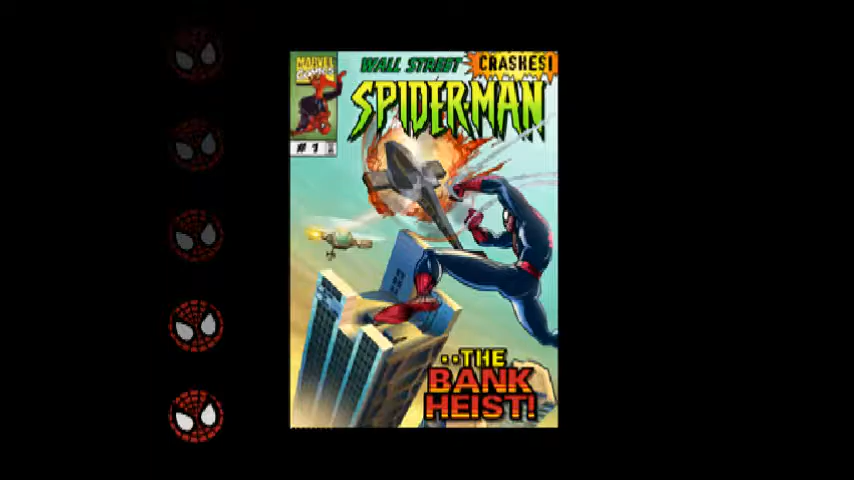 WALL STREET CRASHES!
MARVEL
COMICS
SPIDER-MAN
#1
..THE
BANK
HEIST!